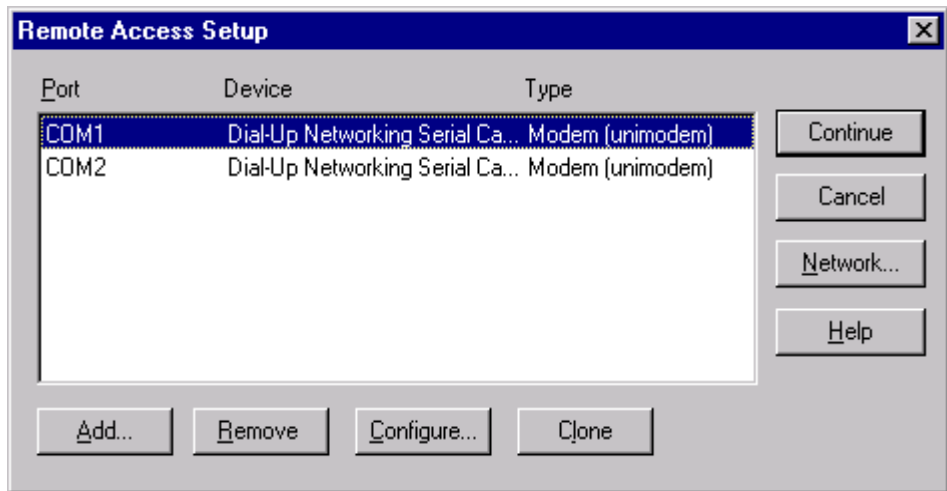 Remote Access Setup
Port Device Type
COM1 Dial-Up Networking Serial Ca... Modem (unimodem)
COM2 Dial-Up Networking Serial Ca... Modem (unimodem)
Continue
Cancel
Network...
Help
Add... Remove Configure... Clone